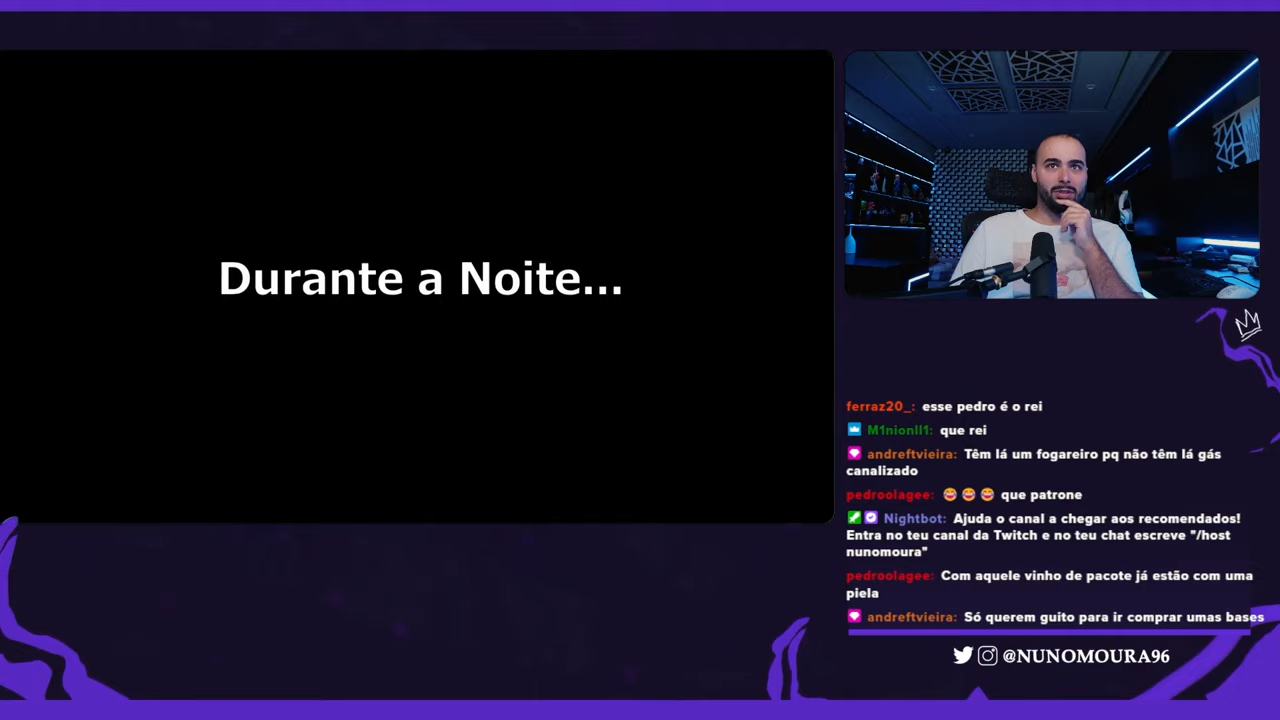 Durante a Noite...
ferraz20_: esse pedro é o rei
M1nionll1: que rei
andreftvieira: Têm lá um fogareiro pq não têm lá gás
canalizado
pedroolagee: 😂 😂 😂 que patrone
Nightbot: Ajuda o canal a chegar aos recomendados!
Entra no teu canal da Twitch e no teu chat escreve "/host
nunomoura"
pedroolagee: Com aquele vinho de pacote já estão com uma
piela
andreftvieira: Só querem guito para ir comprar umas bases
@NUNOMOURA96